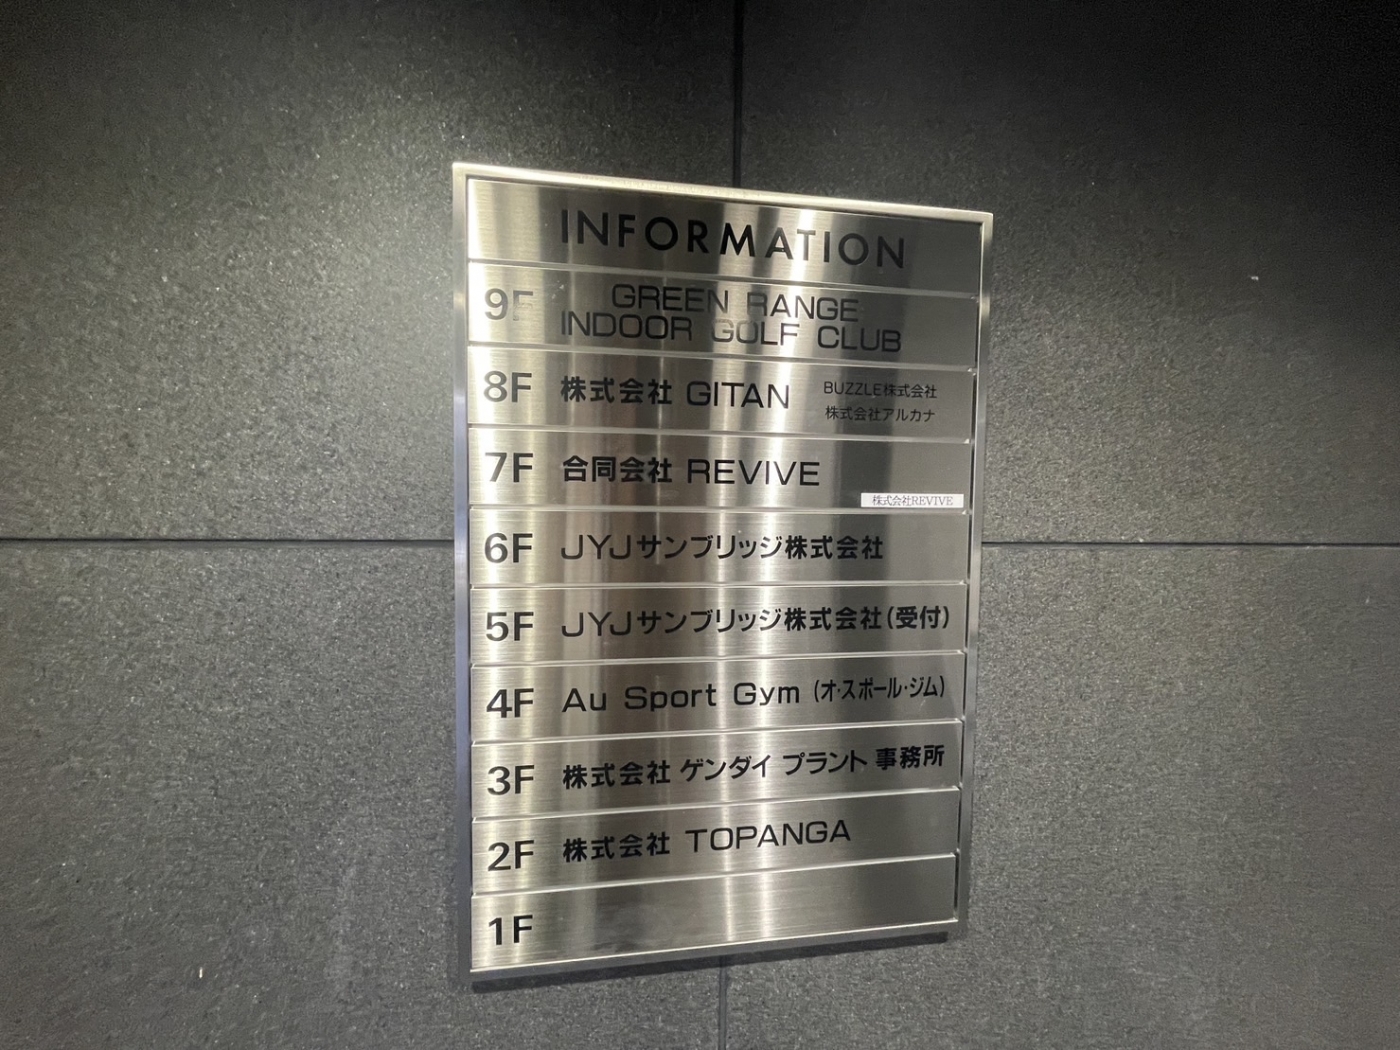 INFORMATION
9F GREEN RANGE
INDOOR GOLF CLUB
8F 株式会社 GITAN BUZZLE株式会社
株式会社アルカナ
7F 合同会社 REVIVE
株式会社REVIVE
6F JYJサンブリッジ株式会社
5F JYJサンブリッジ株式会社(受付)
4F Au Sport Gym (オ・スポール・ジム)
3F 株式会社 ゲンダイ プラント 事務所
2F 株式会社 TOPANGA
1F